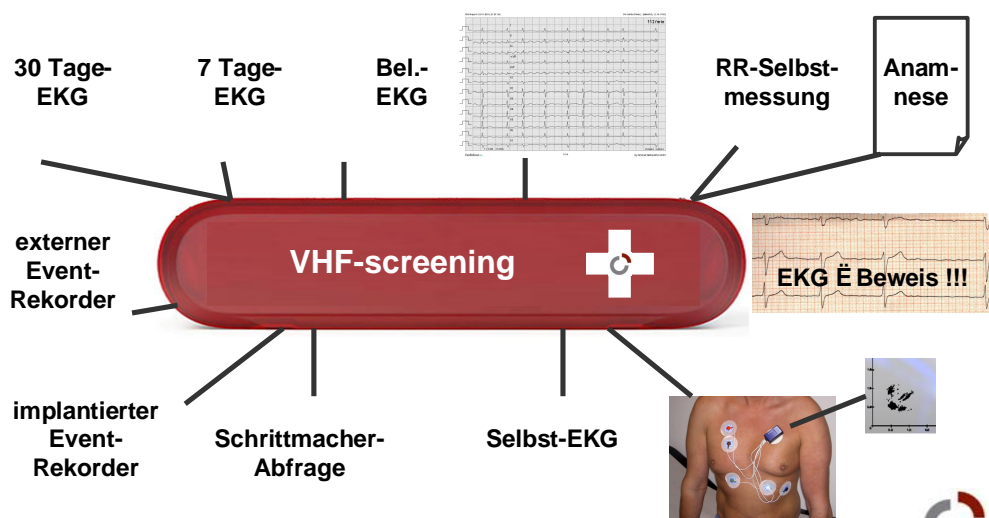 30 Tage-
EKG
7 Tage-
EKG
Bel.-
EKG
RR-Selbst-
messung
Anam-
nese
externer
Event-
Rekorder
VHF-screening
EKG Ë Beweis !!!
implantierter
Event-
Rekorder
Schrittmacher-
Abfrage
Selbst-EKG